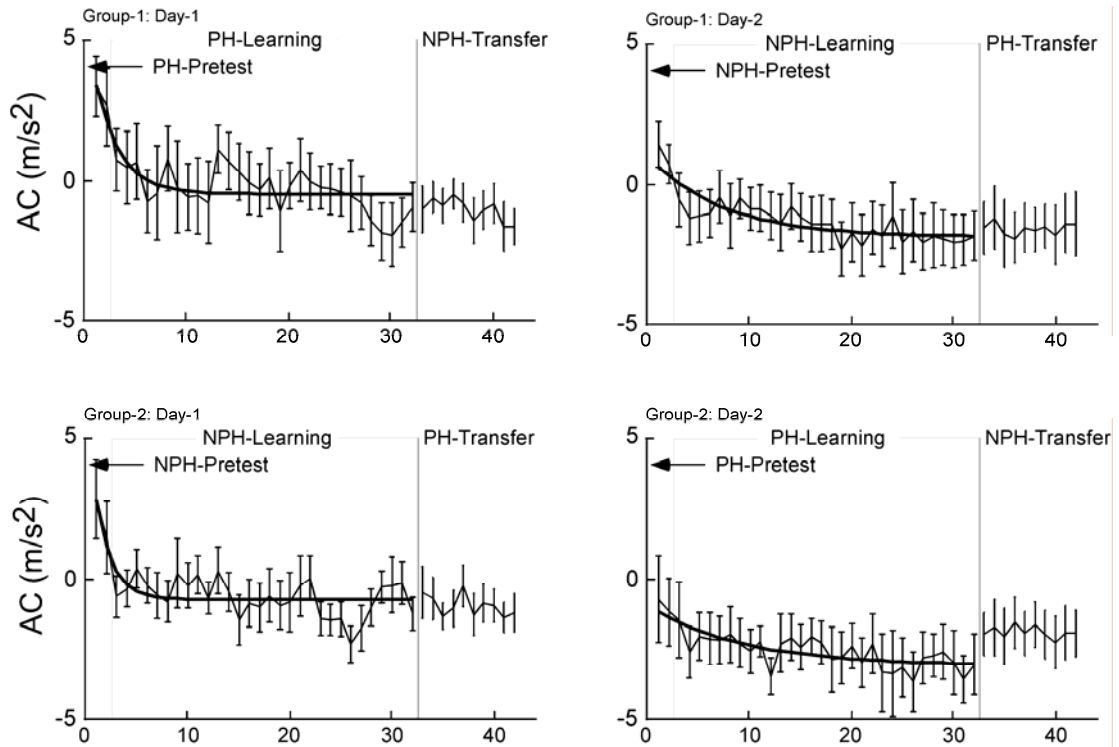 Group-1: Day-1
PH-Learning NPH-Transfer
PH-Pretest
AC (m/s2)
5
0
-5
0 10 20 30 40
Group-1: Day-2
NPH-Learning PH-Transfer
NPH-Pretest
5
0
-5
0 10 20 30 40
Group-2: Day-1
NPH-Learning PH-Transfer
NPH-Pretest
AC (m/s2)
5
0
-5
0 10 20 30 40
Group-2: Day-2
PH-Learning NPH-Transfer
PH-Pretest
5
0
-5
0 10 20 30 40